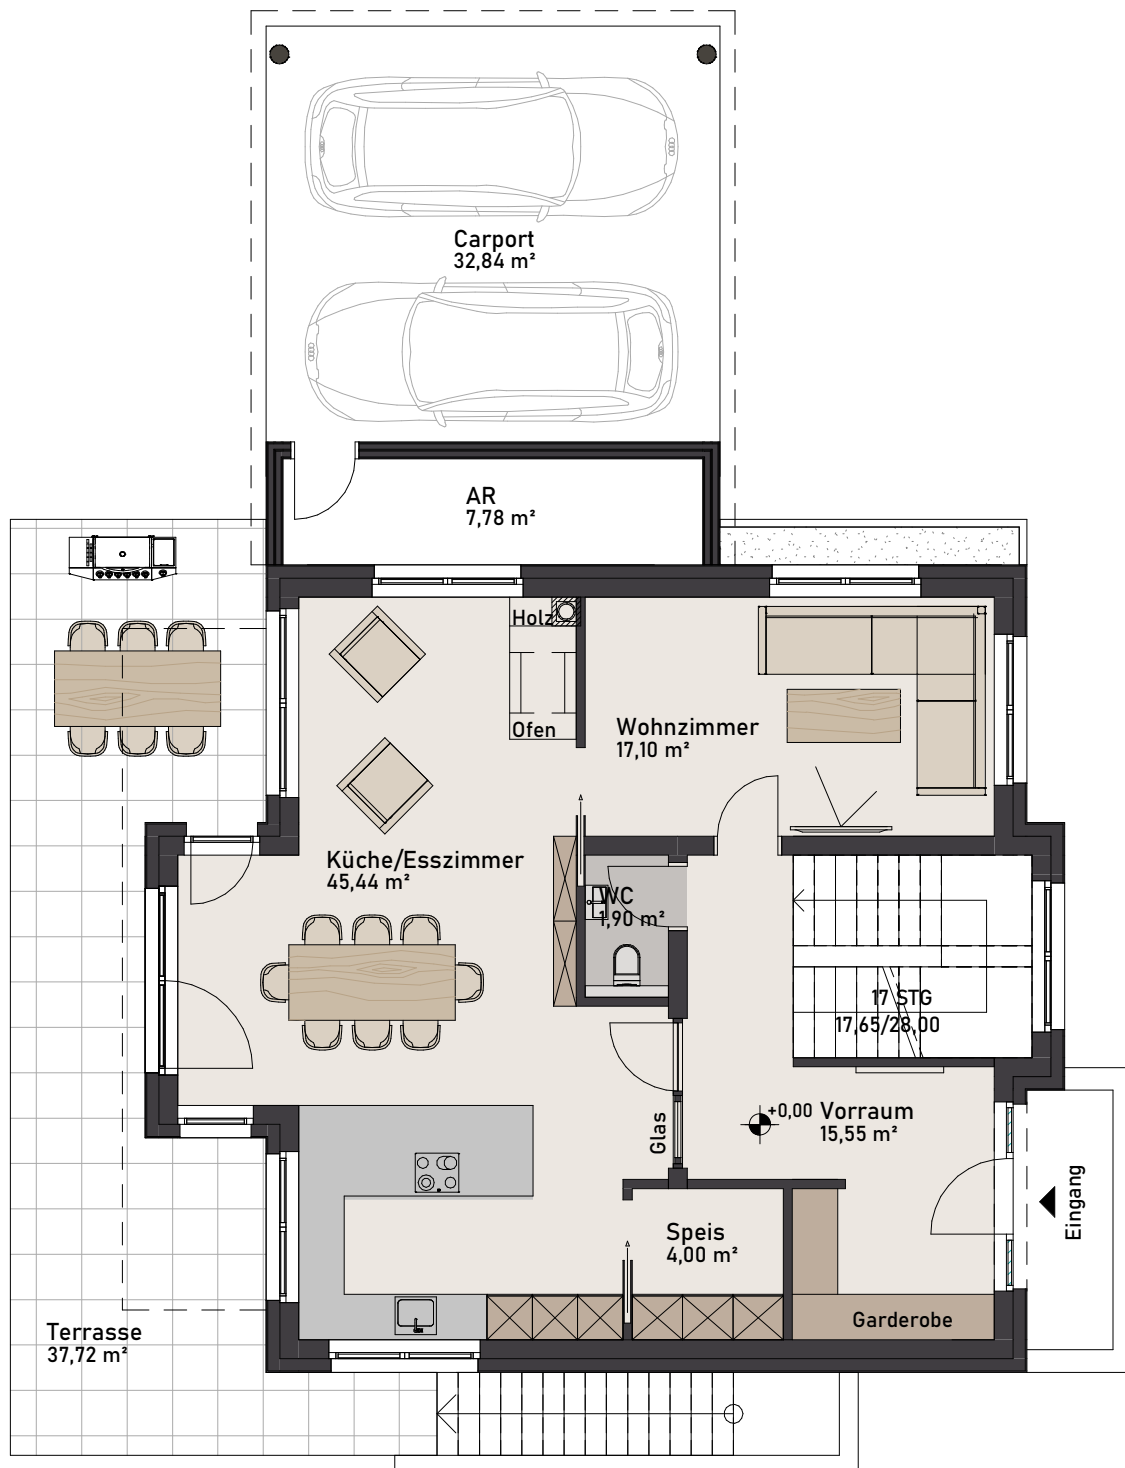 Carport
32,84 m²
AR
7,78 m²
Holz
Ofen
Wohnzimmer
17,10 m²
Küche/Esszimmer
45,44 m²
WC
1,90 m²
17 STG
17,65/28,00
+0,00
Vorraum
15,55 m²
Glas
Eingang
Speis
4,00 m²
Garderobe
Terrasse
37,72 m²